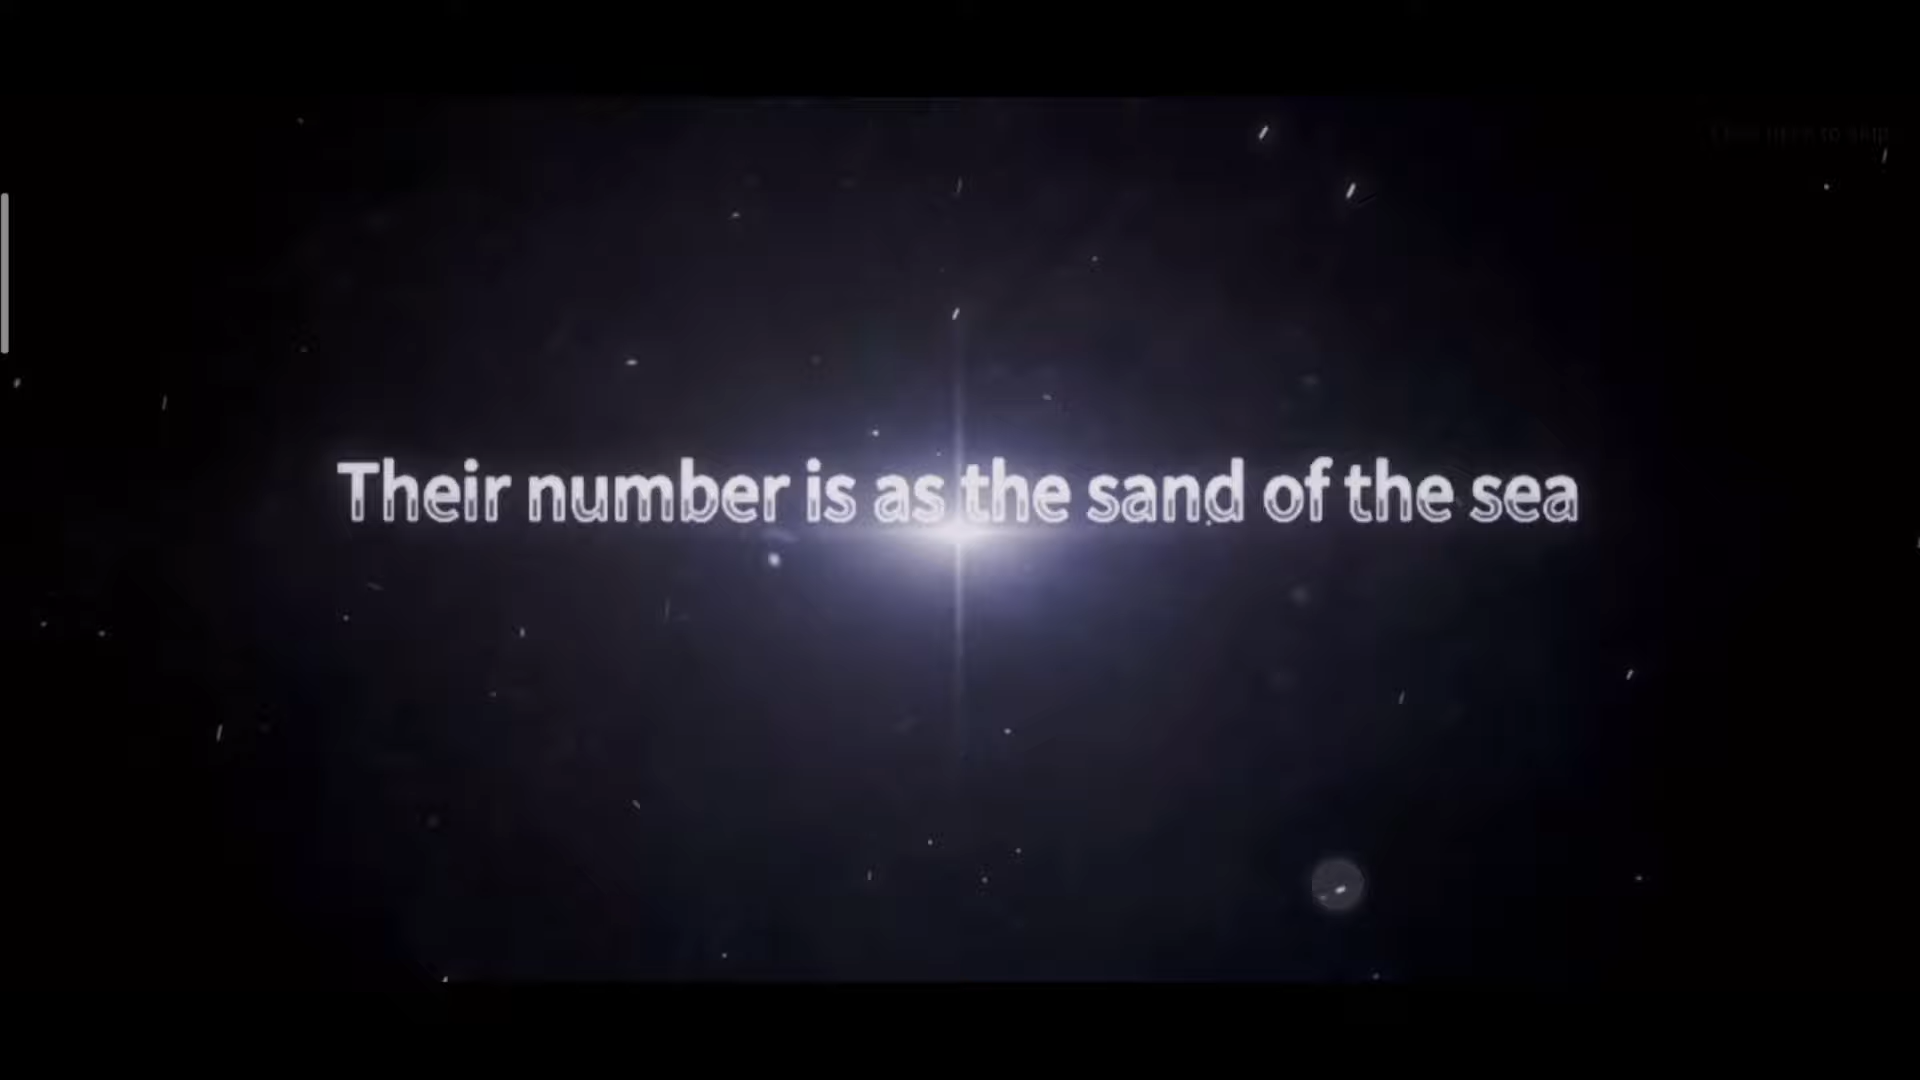 Their number is as the sand of the sea